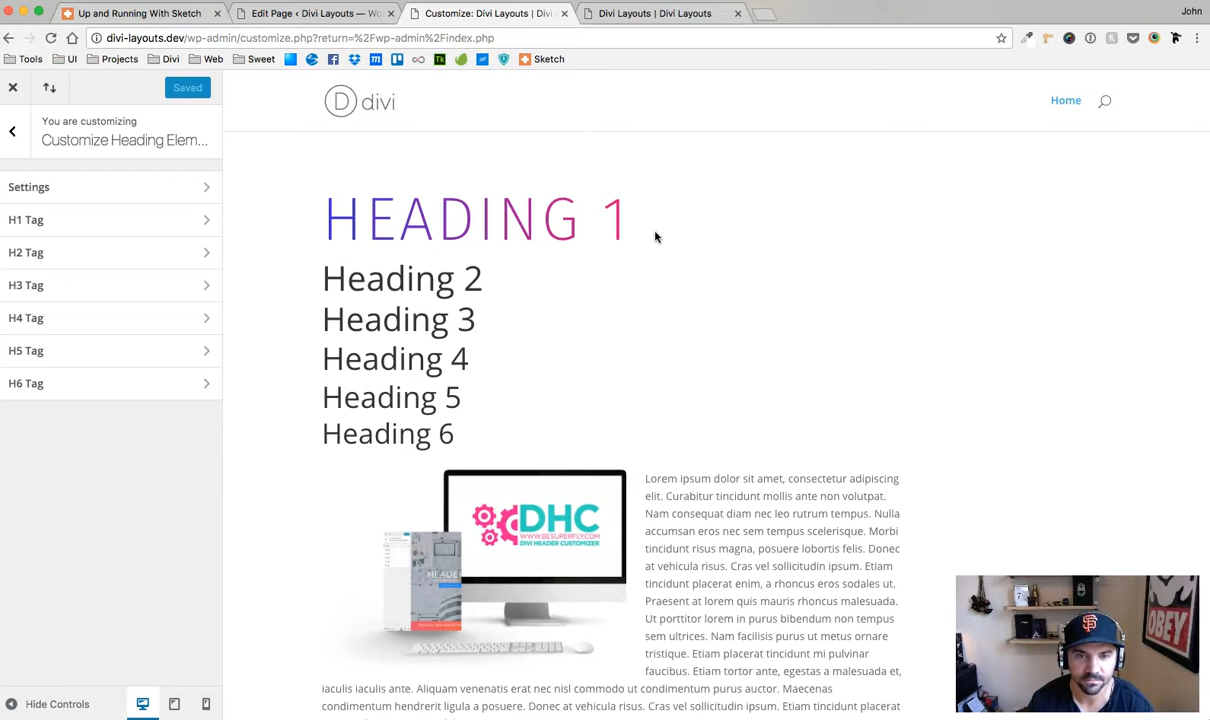 Up and Running With Sketch
Edit Page ‹ Divi Layouts — Wo
Customize: Divi Layouts | Divi
Divi Layouts | Divi Layouts
John
divi-layouts.dev/wp-admin/customize.php?return=%2Fwp-admin%2Findex.php
Tools
UI
Projects
Divi
Web
Sweet
Tk
Sketch
Saved
You are customizing
Customize Heading Elem...
Settings
H1 Tag
H2 Tag
H3 Tag
H4 Tag
H5 Tag
H6 Tag
Hide Controls
D divi
Home
HEADING 1
Heading 2
Heading 3
Heading 4
Heading 5
Heading 6
DHC
WWW.BESUPERFLY.COM
DIVI HEADER CUSTOMIZER
HEADER
Lorem ipsum dolor sit amet, consectetur adipiscing
elit. Curabitur tincidunt mollis ante non volutpat.
Nam consequat diam nec leo rutrum tempus. Nulla
accumsan eros nec sem tempus scelerisque. Morbi
tincidunt risus magna, posuere lobortis felis. Donec
at vehicula risus. Cras vel sollicitudin ipsum. Etiam
tincidunt placerat enim, a rhoncus eros sodales ut.
Praesent at lorem quis mauris rhoncus malesuada.
Ut porttitor lorem in purus bibendum non tempus
sem ultrices. Nam facilisis purus ut metus ornare
tristique. Etiam placerat tincidunt mi pulvinar
faucibus. Etiam tortor ante, egestas a malesuada et,
iaculis iaculis ante. Aliquam venenatis erat nec nisl commodo ut condimentum purus auctor. Maecenas
condimentum hendrerit ligula a posuere. Donec at vehicula risus. Cras vel sollicitudin ipsum. Etiam placerat
OBEY
SF